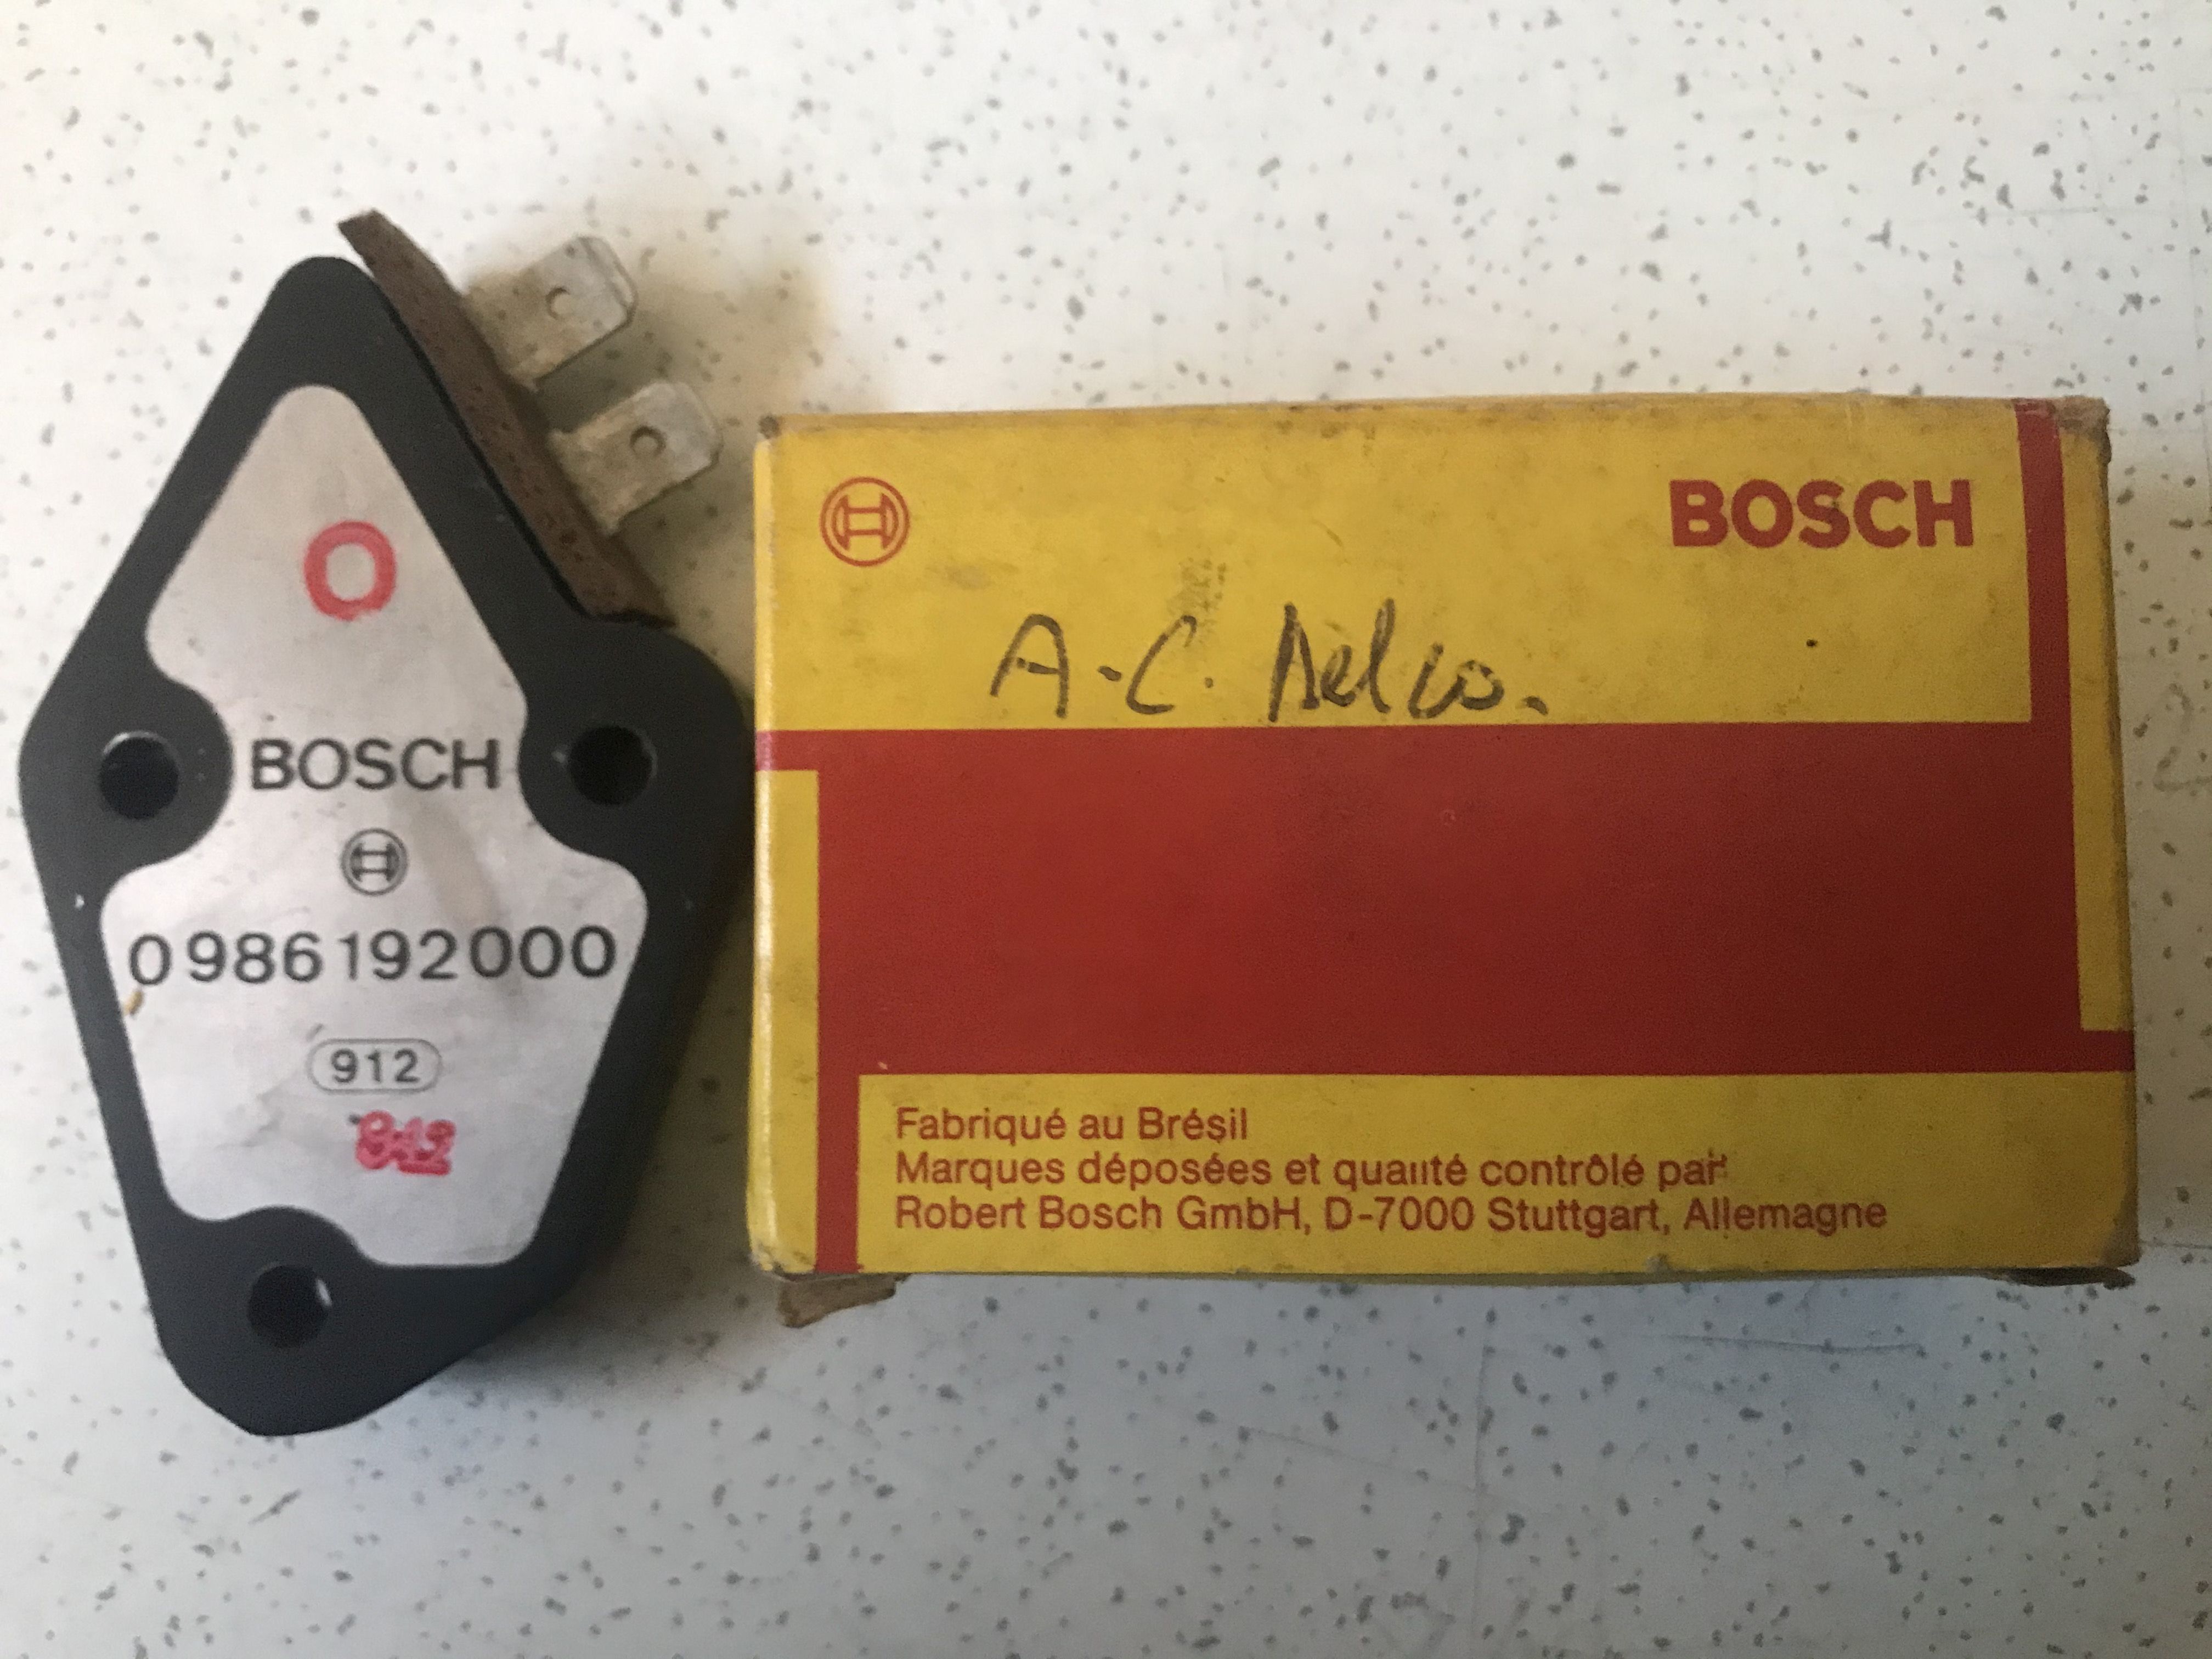 O
BOSCH
0986192000
912
BOSCH
A.C. Delco.
Fabriqué au Brésil
Marques déposées et qualité contrôlé par
Robert Bosch GmbH, D-7000 Stuttgart, Allemagne